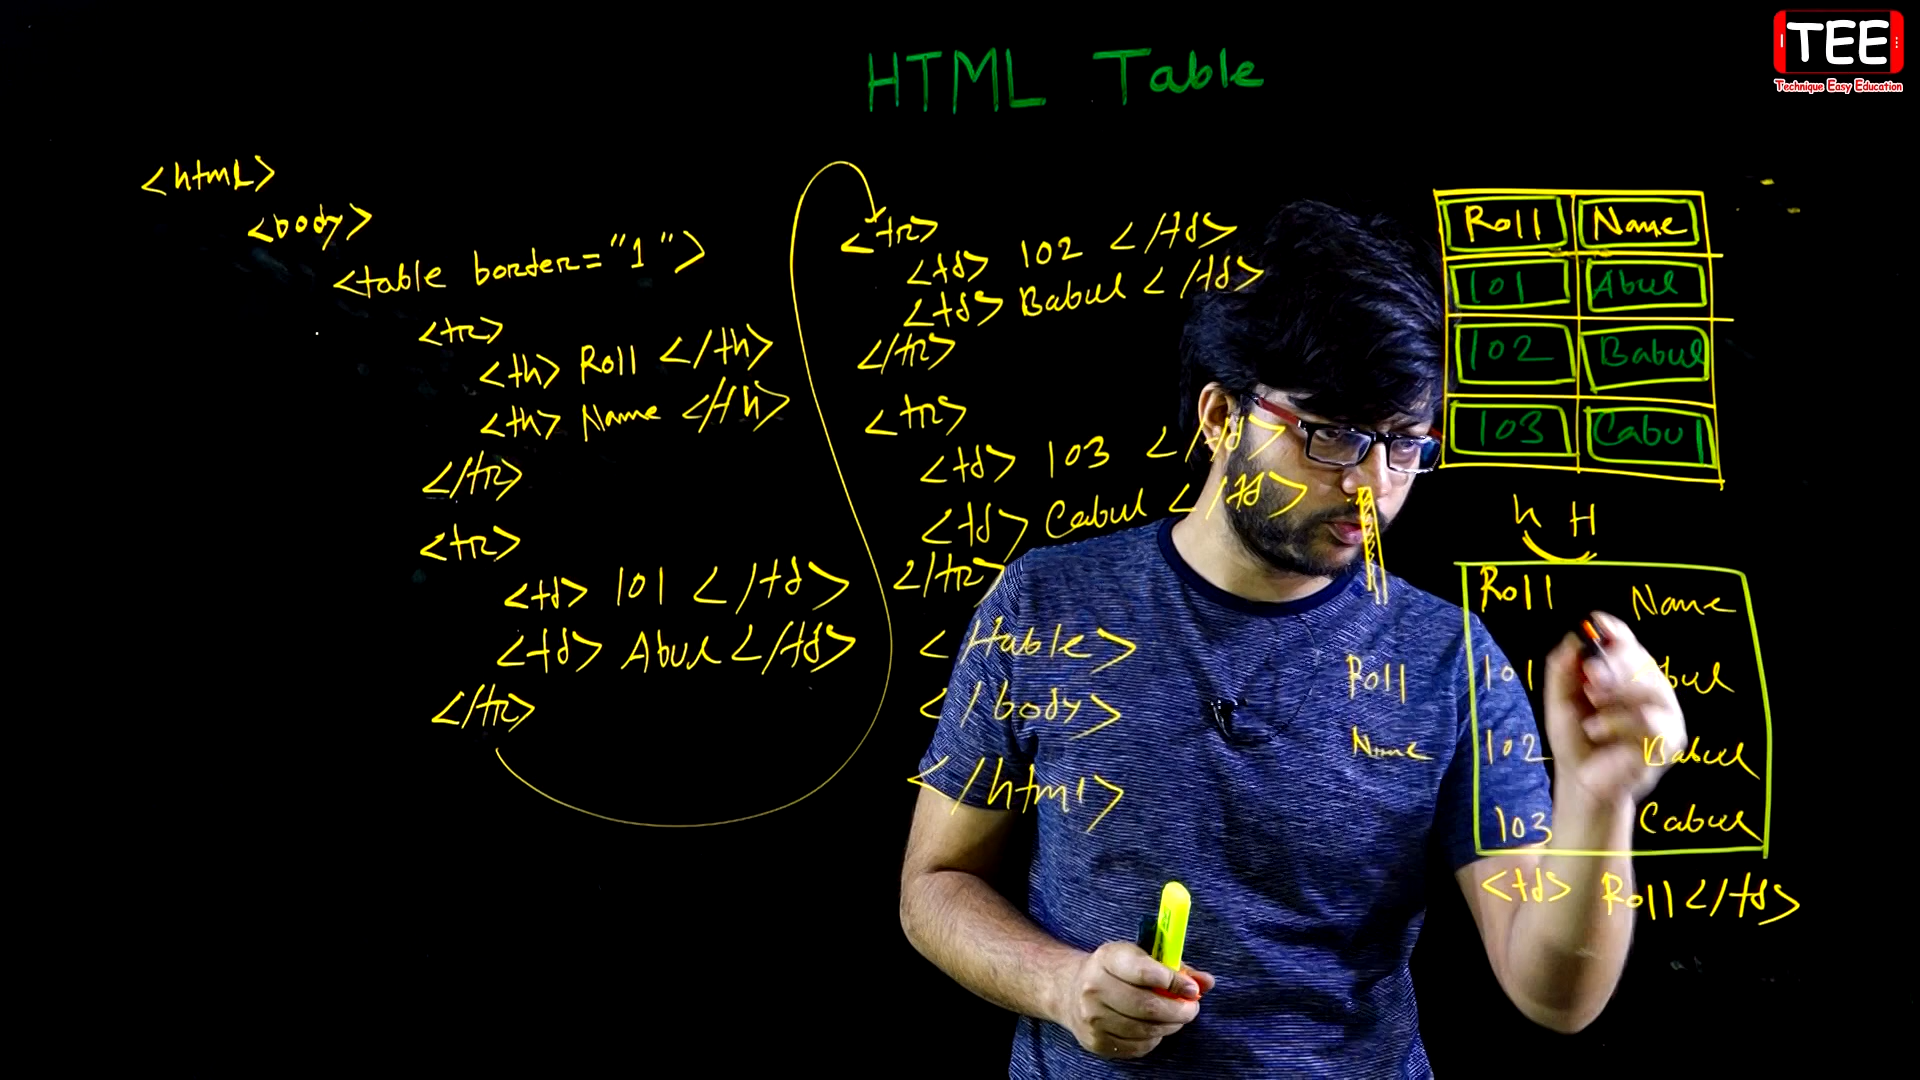 TEE
Technique Easy Education
HTML Table
<html>
<body>
<table border="1">
<tr>
<th> Roll </th>
<th> Name </th>
</tr>
<tr>
<td> 101 </td>
<td> Abul </td>
</tr>
<tr>
<td> 102 </td>
<td> Babul </td>
</tr>
<tr>
<td> 103 </td>
<td> Cabul </td>
</tr>
</table>
</body>
</html>
Roll Name
101 Abul
102 Babul
103 Cabul
h H
Roll
Name
Roll Name
101
102 Babul
103 Cabul
<td> Roll </td>